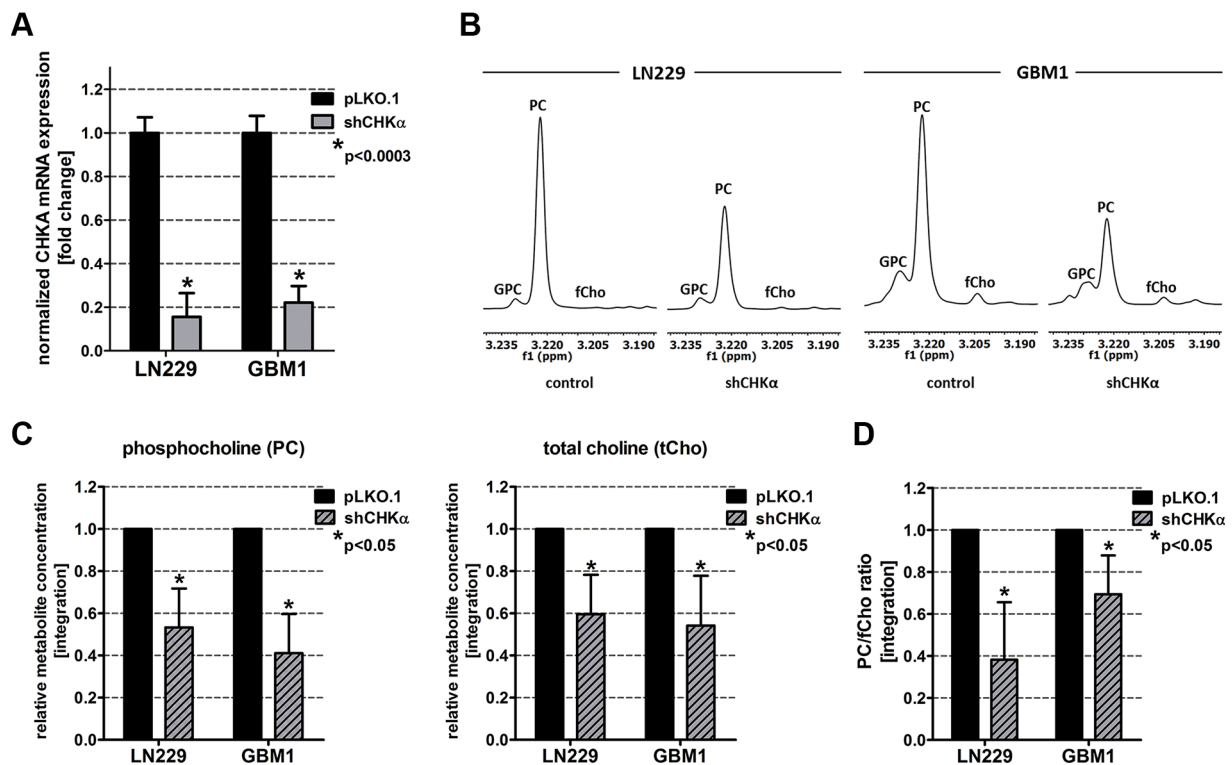 A
normalized CHKA mRNA expression
[fold change]
1.2
1.0
0.8
0.6
0.4
0.2
0.0
pLKO.1
shCHKα
*
p<0.0003
*
*
LN229
GBM1
B
LN229
GBM1
PC
GPC
fCho
3.235 3.220 3.205 3.190
f1 (ppm)
control
PC
GPC
fCho
3.235 3.220 3.205 3.190
f1 (ppm)
shCHKα
PC
GPC
fCho
3.235 3.220 3.205 3.190
f1 (ppm)
control
PC
GPC
fCho
3.235 3.220 3.205 3.190
f1 (ppm)
shCHKα
C
phosphocholine (PC)
relative metabolite concentration
[integration]
1.2
1.0
0.8
0.6
0.4
0.2
0.0
pLKO.1
shCHKα
*
p<0.05
*
*
LN229
GBM1
total choline (tCho)
relative metabolite concentration
[integration]
1.2
1.0
0.8
0.6
0.4
0.2
0.0
pLKO.1
shCHKα
*
p<0.05
*
*
LN229
GBM1
D
PC/fCho ratio
[integration]
1.2
1.0
0.8
0.6
0.4
0.2
0.0
pLKO.1
shCHKα
*
p<0.05
*
*
LN229
GBM1